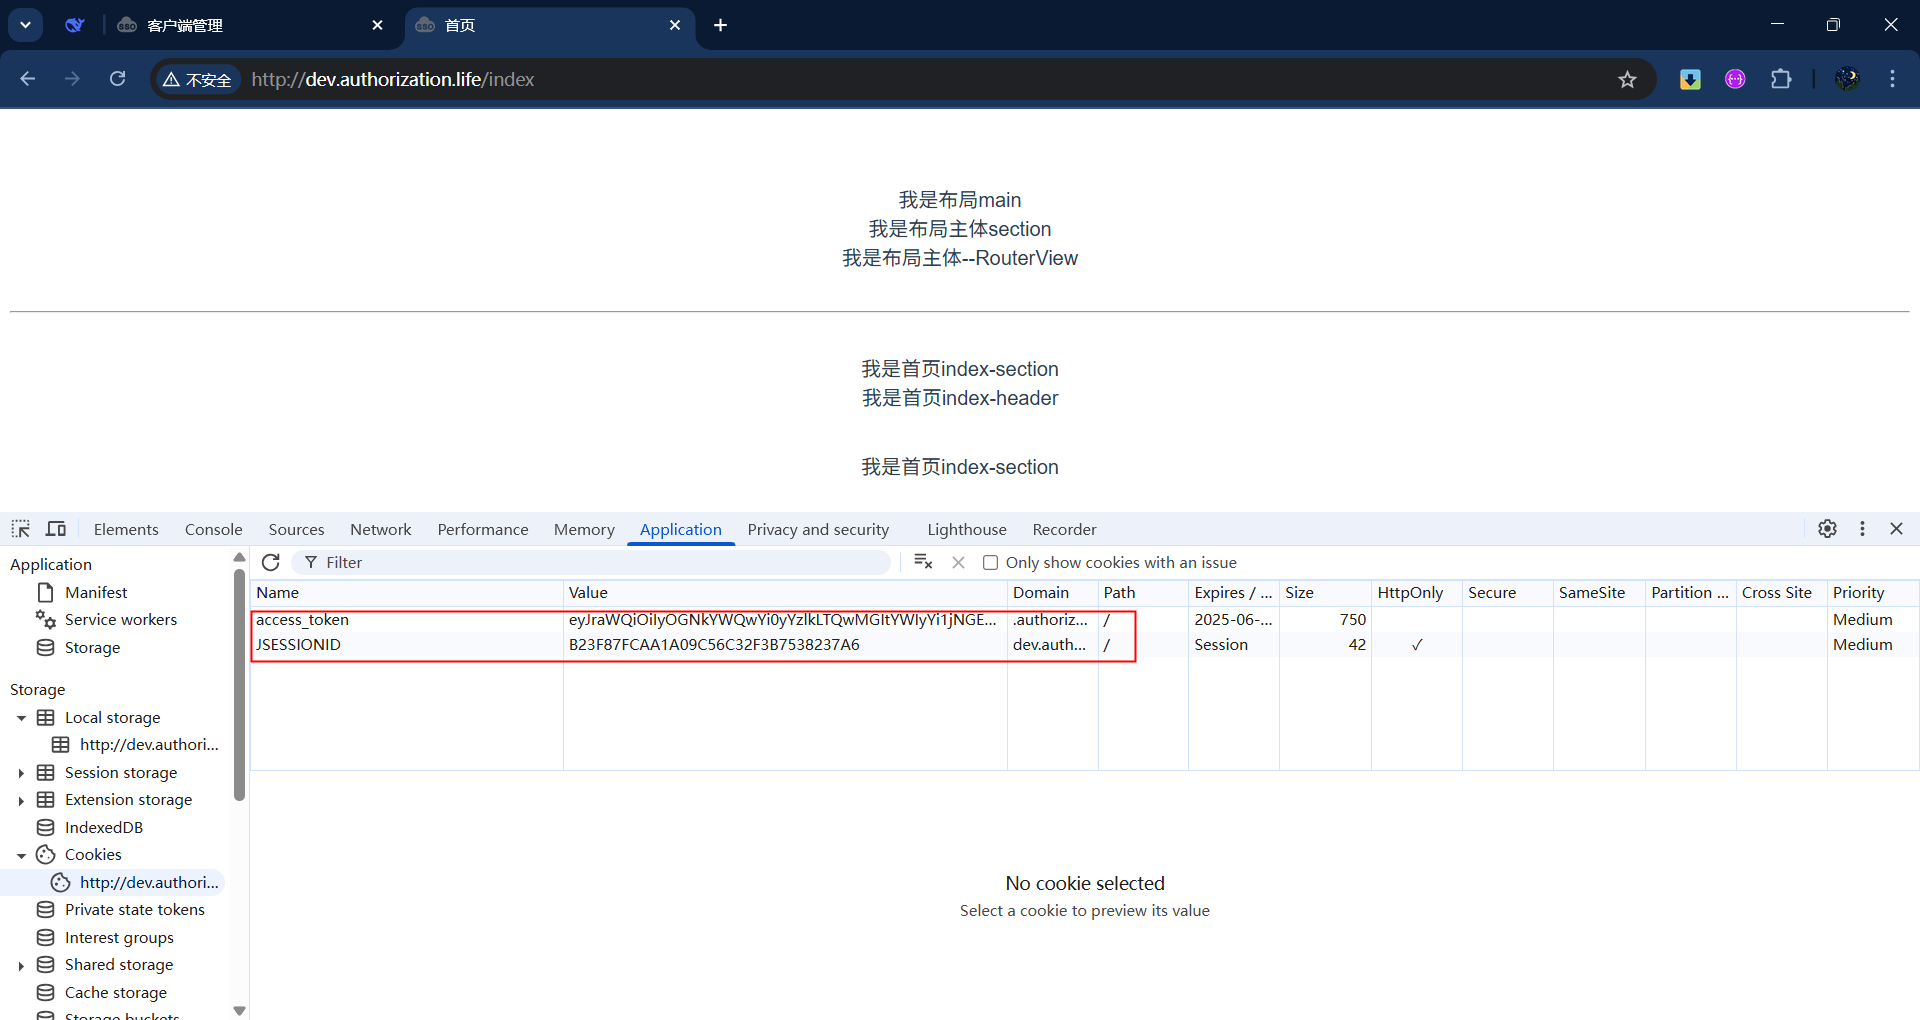 客户端管理
首页
不安全 http://dev.authorization.life/index
我是布局main
我是布局主体section
我是布局主体--RouterView
我是首页index-section
我是首页index-header
我是首页index-section
Elements Console Sources Network Performance Memory Application Privacy and security Lighthouse Recorder
Application
Manifest
Service workers
Storage
Storage
Local storage
http://dev.authori...
Session storage
Extension storage
IndexedDB
Cookies
http://dev.authori...
Private state tokens
Interest groups
Shared storage
Cache storage
Storage buckets
Filter Only show cookies with an issue
Name Value Domain Path Expires / ... Size HttpOnly Secure SameSite Partition ... Cross Site Priority
access_token eyJraWQiOiIyOGNkYWQwYi0yYzlkLTQwMGItYWIyYi1jNGE... .authoriz... / 2025-06-... 750 Medium
JSESSIONID B23F87FCAA1A09C56C32F3B7538237A6 dev.auth... / Session 42 ✓ Medium
No cookie selected
Select a cookie to preview its value